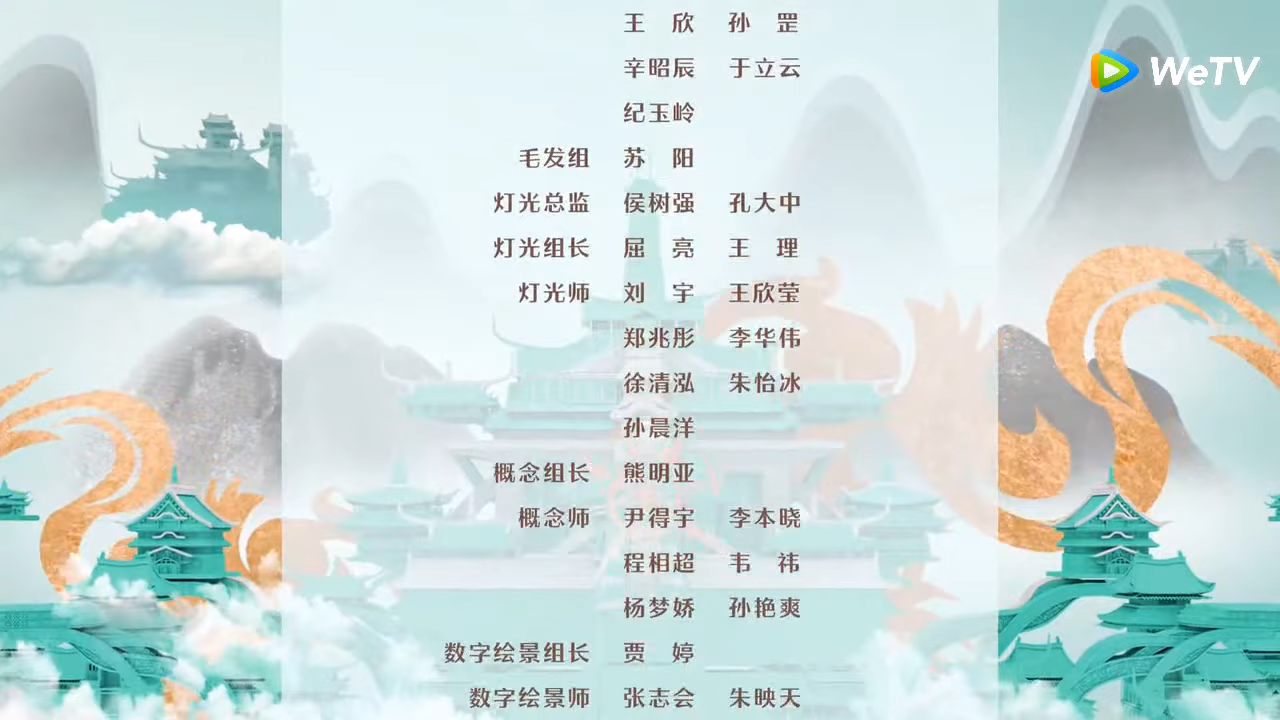 王 欣 孙 罡
WeTV
辛昭辰 于立云
纪玉岭
毛发组 苏 阳
灯光总监 侯树强 孔大中
灯光组长 屈 亮 王 理
灯光师 刘 宇 王欣莹
郑兆彤 李华伟
徐清泓 朱怡冰
孙晨洋
概念组长 熊明亚
概念师 尹得宇 李本晓
程相超 韦 祎
杨梦娇 孙艳爽
数字绘景组长 贾 婷
数字绘景师 张志会 朱映天